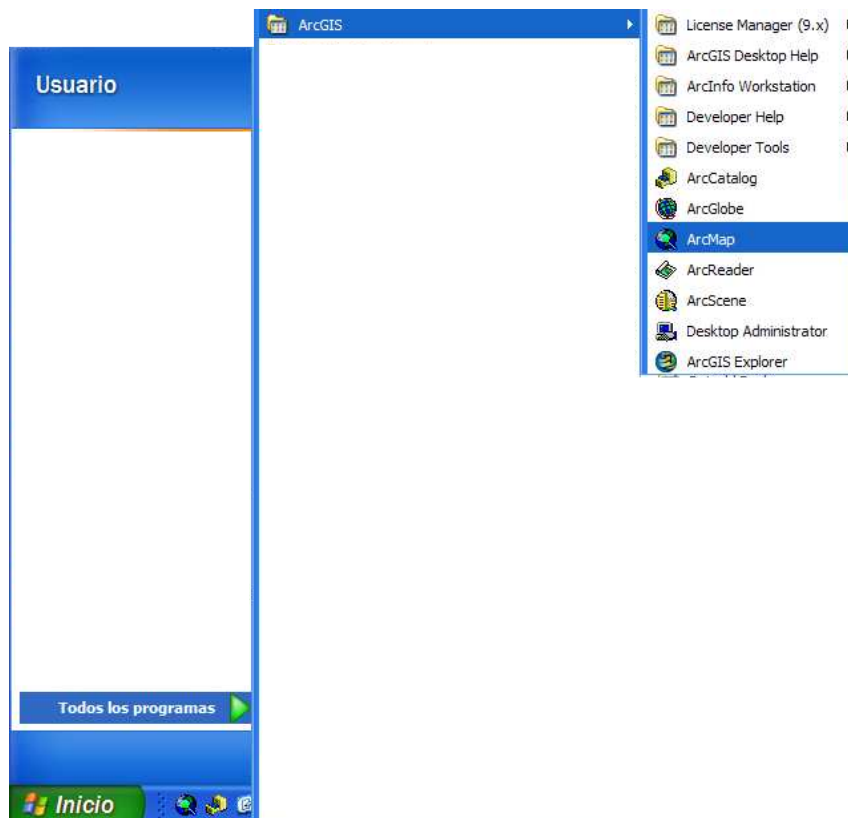 ArcGIS
License Manager (9.x)
ArcGIS Desktop Help
ArcInfo Workstation
Developer Help
Developer Tools
ArcCatalog
ArcGlobe
ArcMap
ArcReader
ArcScene
Desktop Administrator
ArcGIS Explorer
Usuario
Todos los programas
Inicio